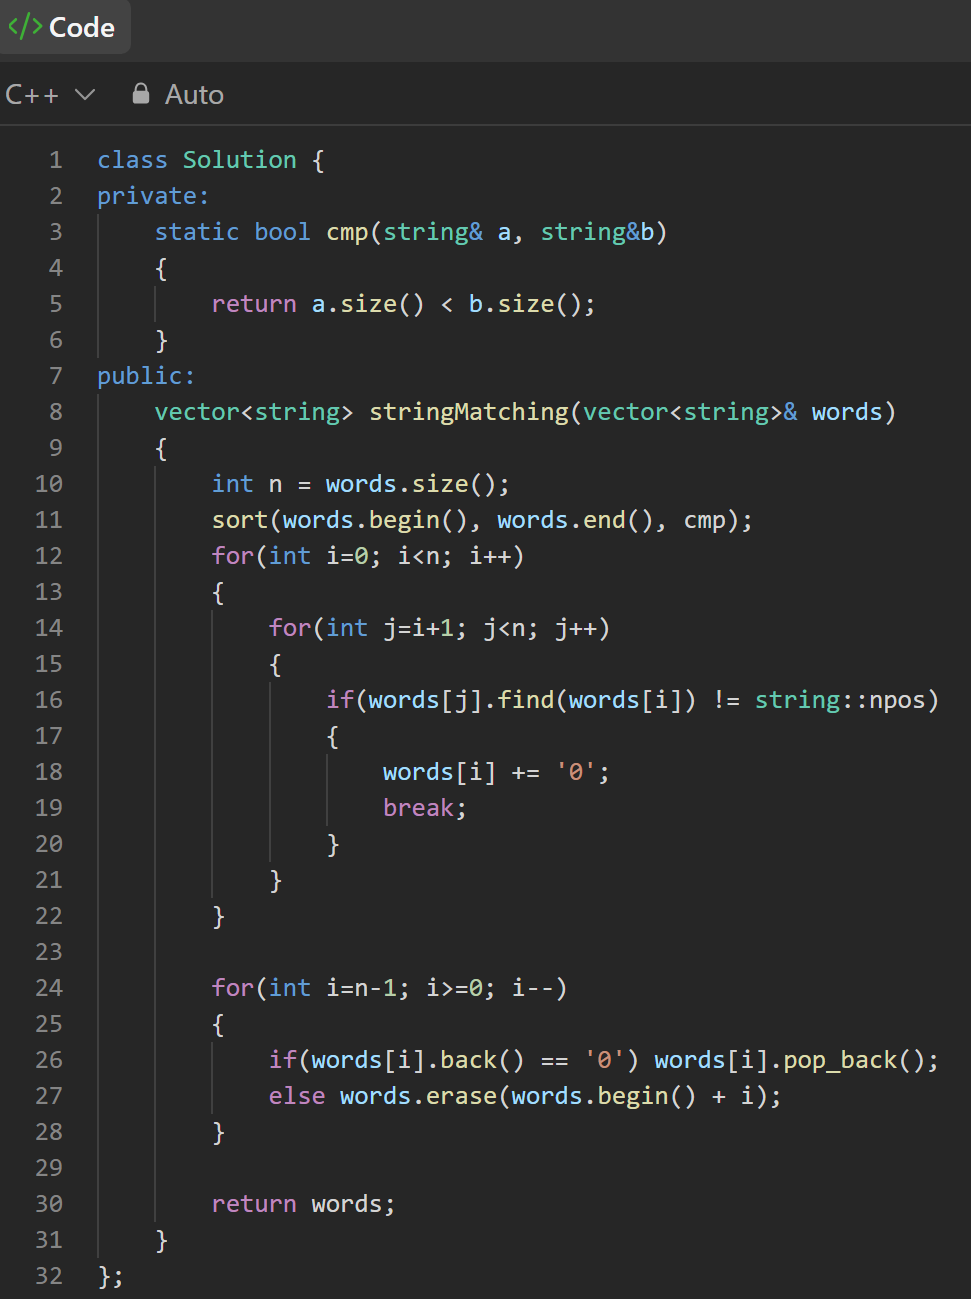 </> Code
C++ Auto
1 class Solution {
2 private:
3     static bool cmp(string& a, string&b)
4     {
5         return a.size() < b.size();
6     }
7 public:
8     vector<string> stringMatching(vector<string>& words)
9     {
10         int n = words.size();
11         sort(words.begin(), words.end(), cmp);
12         for(int i=0; i<n; i++)
13         {
14             for(int j=i+1; j<n; j++)
15             {
16                 if(words[j].find(words[i]) != string::npos)
17                 {
18                     words[i] += '0';
19                     break;
20                 }
21             }
22         }
23
24         for(int i=n-1; i>=0; i--)
25         {
26             if(words[i].back() == '0') words[i].pop_back();
27             else words.erase(words.begin() + i);
28         }
29
30         return words;
31     }
32 };